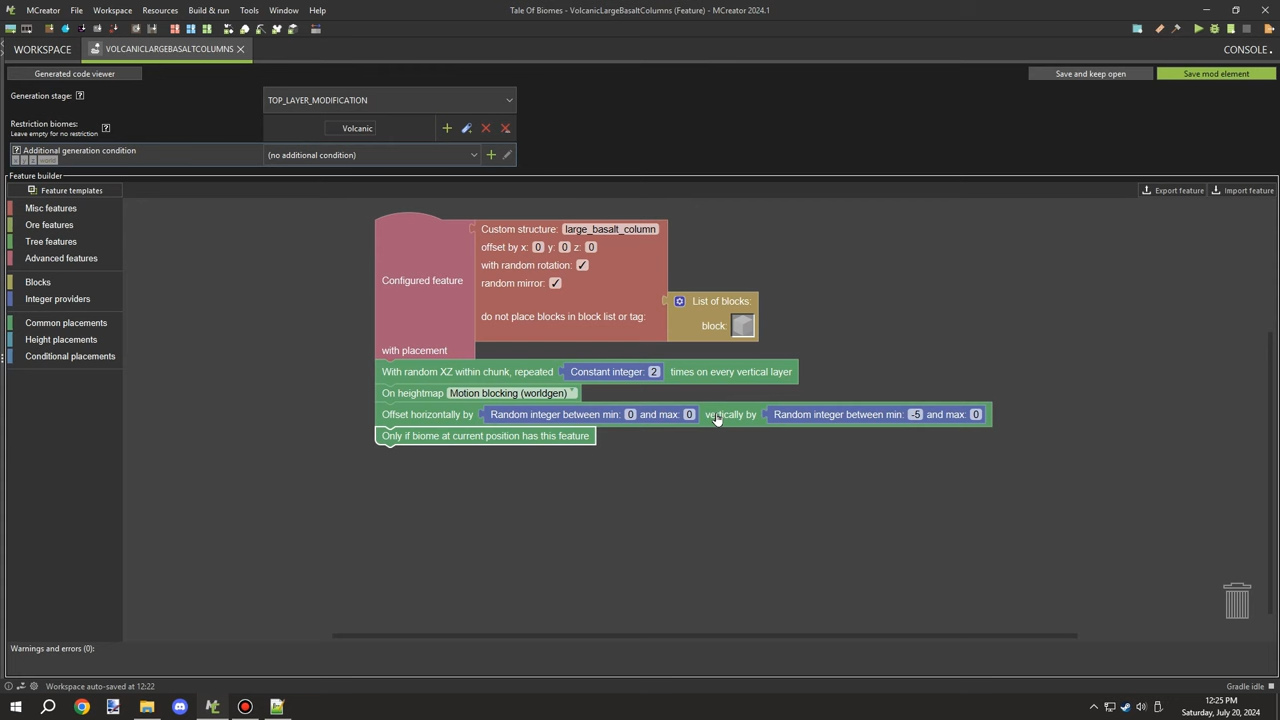 MCreator File Workspace Resources Build & run Tools Window Help
Tale Of Biomes - VolcanicLargeBasaltColumns (Feature) - MCreator 2024.1
WORKSPACE
VOLCANICLARGEBASALTCOLUMNS
CONSOLE
Generated code viewer
Save and keep open
Save mod element
Generation stage: ?
TOP_LAYER_MODIFICATION
Restriction biomes:
Leave empty for no restriction
?
Volcanic
? Additional generation condition
x y z world
(no additional condition)
Feature builder
Feature templates
Export feature
Import feature
Misc features
Ore features
Tree features
Advanced features
Blocks
Integer providers
Common placements
Height placements
Conditional placements
Custom structure: large_basalt_column
offset by x: 0 y: 0 z: 0
with random rotation: ✓
Configured feature
random mirror: ✓
List of blocks:
do not place blocks in block list or tag:
block:
with placement
With random XZ within chunk, repeated Constant integer: 2 times on every vertical layer
On heightmap Motion blocking (worldgen)
Offset horizontally by Random integer between min: 0 and max: 0 vertically by Random integer between min: -5 and max: 0
Only if biome at current position has this feature
Warnings and errors (0):
Workspace auto-saved at 12:22
Gradle idle
12:25 PM
Saturday, July 20, 2024